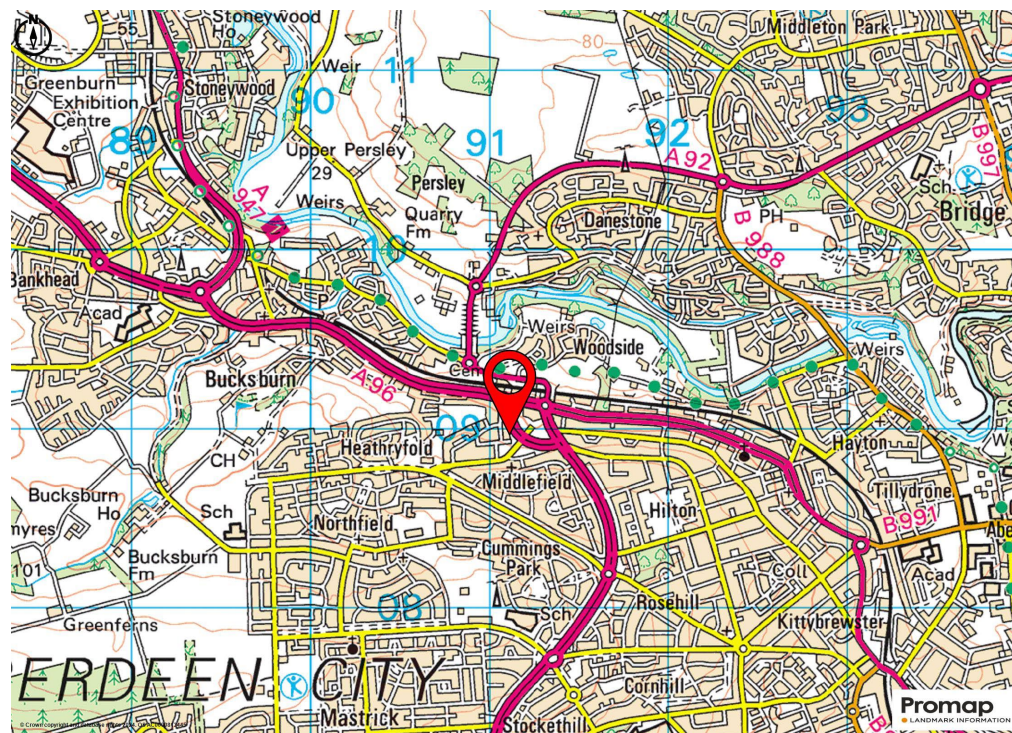 N
Stoneywood
Ho
55
Weir
11
80
Middleton Park
Greenburn
Exhibition
Centre
Stoneywood
90
89
91
92
93
A 92
B 997
Upper Persley
29
Persley
Weirs
A 947
Quarry
Fm
Danestone
PH
Sch
Bridge
B 988
10
Bankhead
Acad
P
Weirs
Woodside
Weirs
Cem
Bucksburn
A 96
09
Heathryfold
Hayton
CH
Middlefield
Bucksburn
Ho
Sch
Northfield
Hilton
Tillydrone
B 991
myres
Bucksburn
Fm
Cummings
Park
Abe
101
Coll
Acad
08
Sch
Rosehill
Greenferns
Kittybrewster
ERDEEN CITY
Cornhill
Mastrick
Stockethill
Promap
LANDMARK INFORMATION